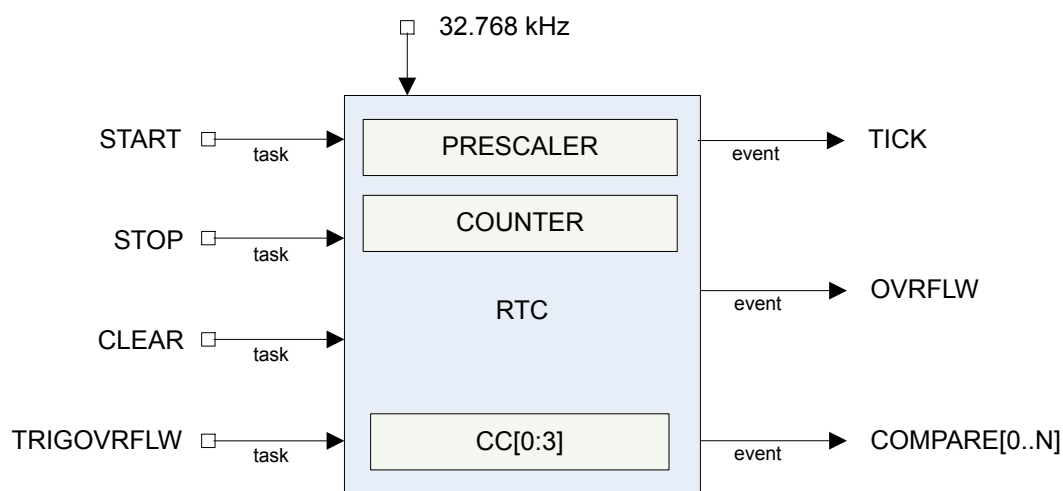 32.768 kHz
START
task
PRESCALER
event
TICK
STOP
task
COUNTER
RTC
event
OVRFLW
CLEAR
task
TRIGOVRFLW
task
CC[0:3]
event
COMPARE[0..N]